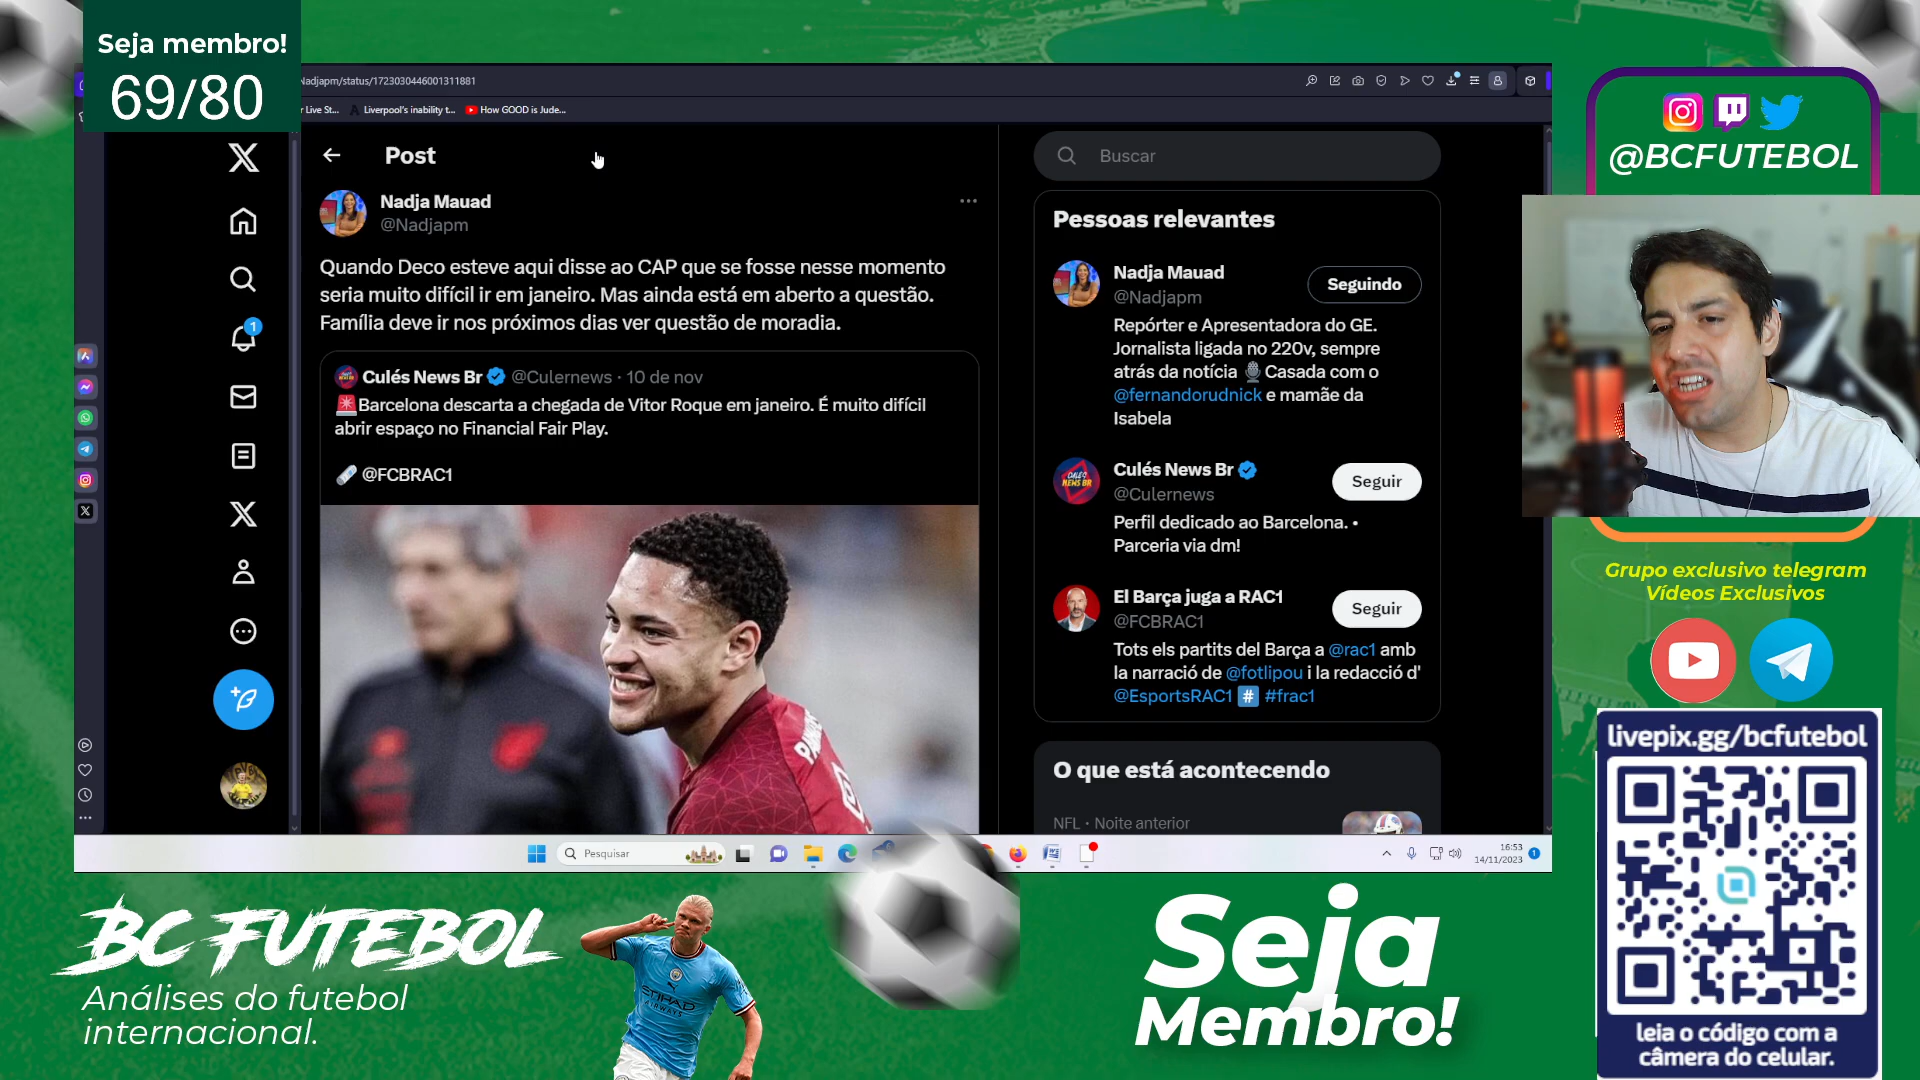 Seja membro!
69/80
Nadjapm/status/1723030446001311881
r Live St...
Liverpool's inability t...
How GOOD is Jude...
Post
Buscar
Nadja Mauad
@Nadjapm
Quando Deco esteve aqui disse ao CAP que se fosse nesse momento
seria muito difícil ir em janeiro. Mas ainda está em aberto a questão.
Família deve ir nos próximos dias ver questão de moradia.
Culés News Br @Culernews · 10 de nov
🚨Barcelona descarta a chegada de Vitor Roque em janeiro. É muito difícil
abrir espaço no Financial Fair Play.
🗞️ @FCBRAC1
1
Pessoas relevantes
Nadja Mauad
@Nadjapm
Seguindo
Repórter e Apresentadora do GE.
Jornalista ligada no 220v, sempre
atrás da notícia 🎙️ Casada com o
@fernandorudnick e mamãe da
Isabela
Culés News Br
@Culernews
Seguir
Perfil dedicado ao Barcelona. •
Parceria via dm!
El Barça juga a RAC1
@FCBRAC1
Seguir
Tots els partits del Barça a @rac1 amb
la narració de @fotlipou i la redacció d'
@EsportsRAC1 #️⃣ #frac1
O que está acontecendo
NFL · Noite anterior
Pesquisar
16:53
14/11/2023
1
@BCFUTEBOL
Grupo exclusivo telegram
Vídeos Exclusivos
livepix.gg/bcfutebol
leia o código com a
câmera do celular.
BC FUTEBOL
Análises do futebol
internacional.
ETIHAD
AIRWAYS
Seja
Membro!